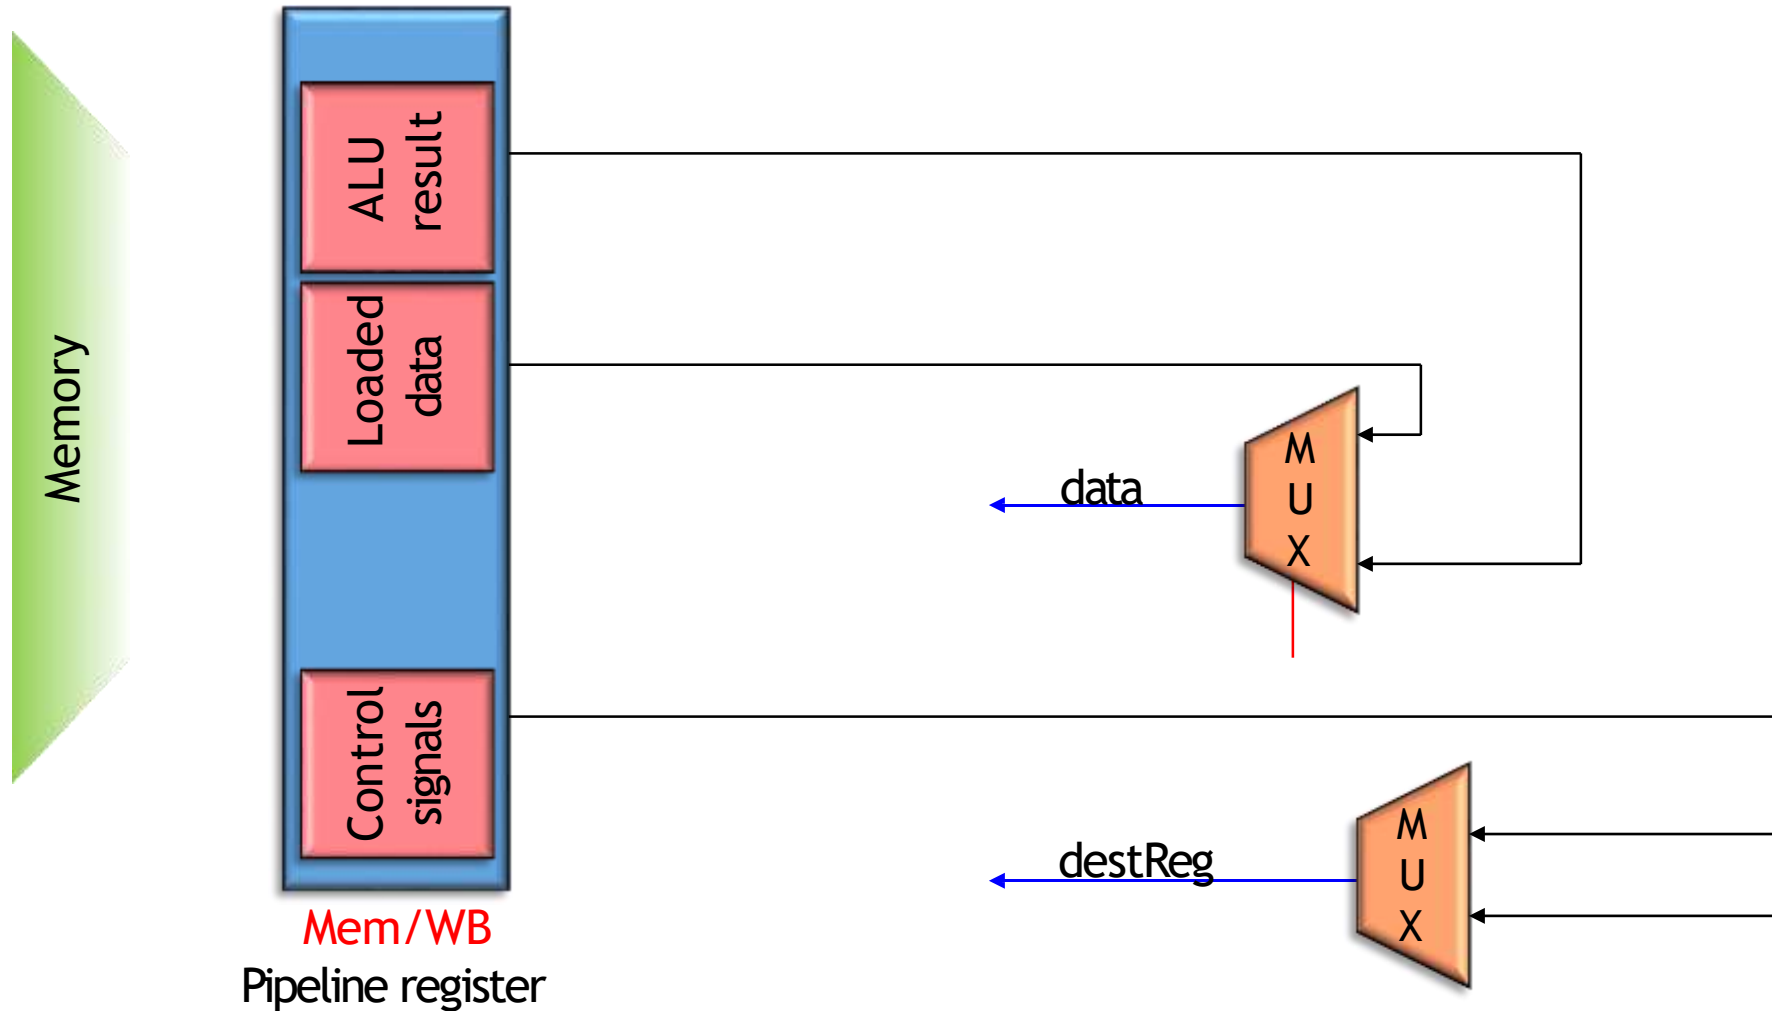 Memory
ALU
result
Loaded
data
Control
signals
Mem/WB
Pipeline register
data
M
U
X
destReg
M
U
X